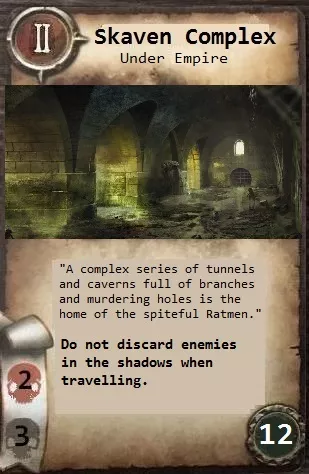 II
Skaven Complex
Under Empire
"A complex series of tunnels
and caverns full of branches
and murdering holes is the
home of the spiteful Ratmen."
Do not discard enemies
in the shadows when
travelling.
2
3
12